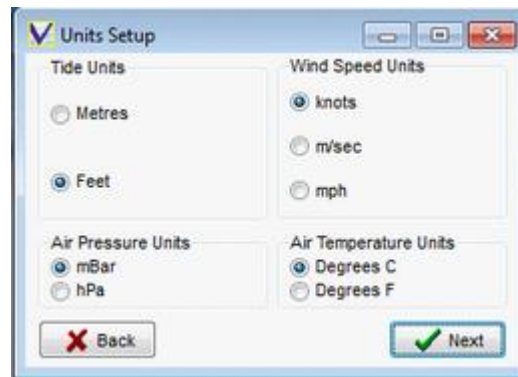 Units Setup
Tide Units
Metres
Feet
Wind Speed Units
knots
m/sec
mph
Air Pressure Units
mBar
hPa
Air Temperature Units
Degrees C
Degrees F
Back
Next